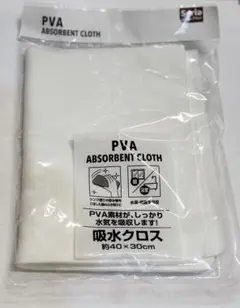 PVA
ABSORBENT CLOTH
Seria
PVA
ABSORBENT CLOTH
PVA素材が、しっかり
水気を吸収します!
吸水クロス
約40×30cm